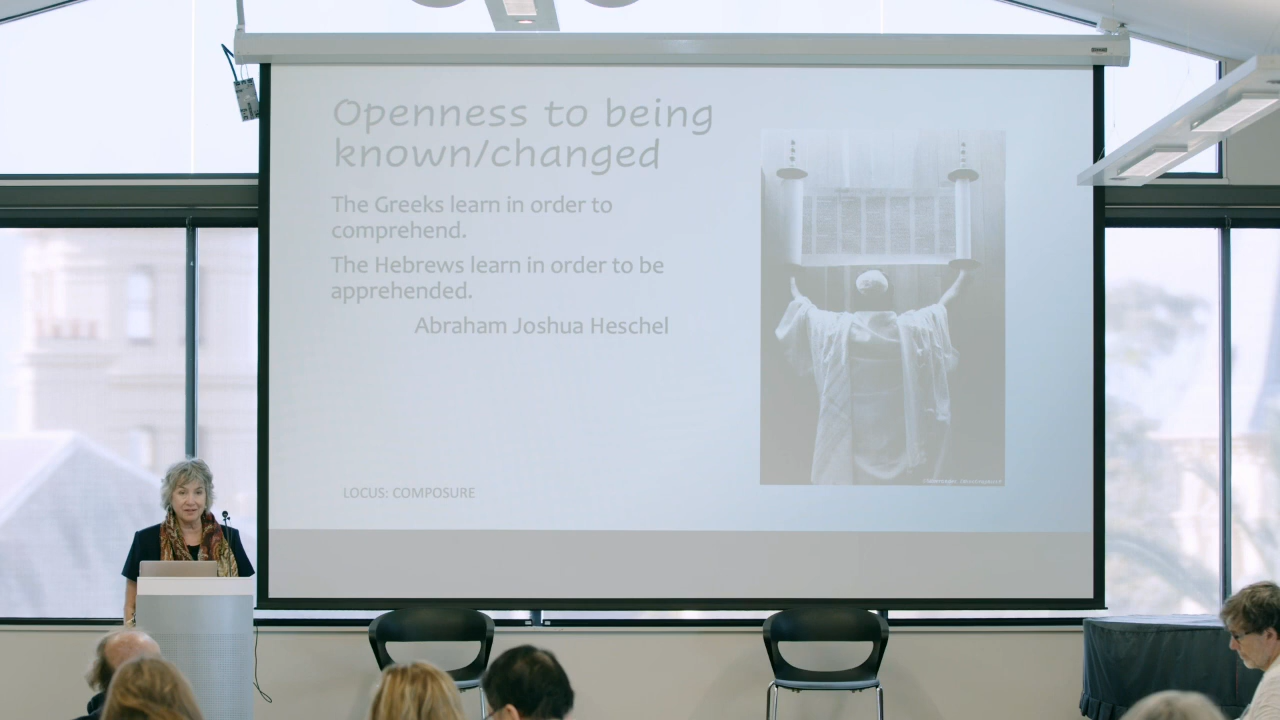 Openness to being
known/changed
The Greeks learn in order to
comprehend.
The Hebrews learn in order to be
apprehended.
Abraham Joshua Heschel
LOCUS: COMPOSURE